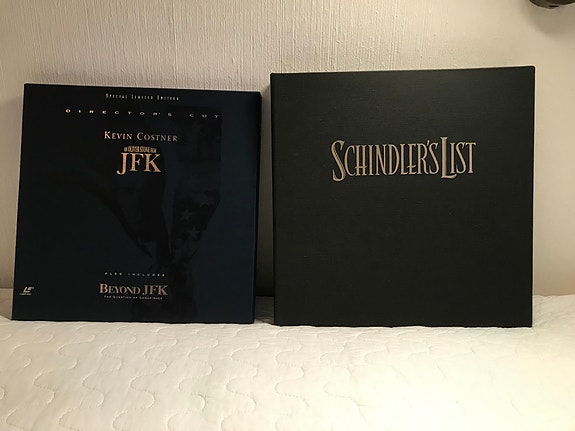 SPECIAL LIMITED EDITION
DIRECTOR'S CUT
KEVIN COSTNER
AN OLIVER STONE FILM
JFK
ALSO INCLUDES
BEYOND JFK
THE QUESTION OF CONSPIRACY
SCHINDLER'S LIST